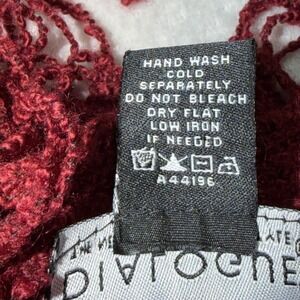 HAND WASH
COLD
SEPARATELY
DO NOT BLEACH
DRY FLAT
LOW IRON
IF NEEDED
A44196
DIALOGUE